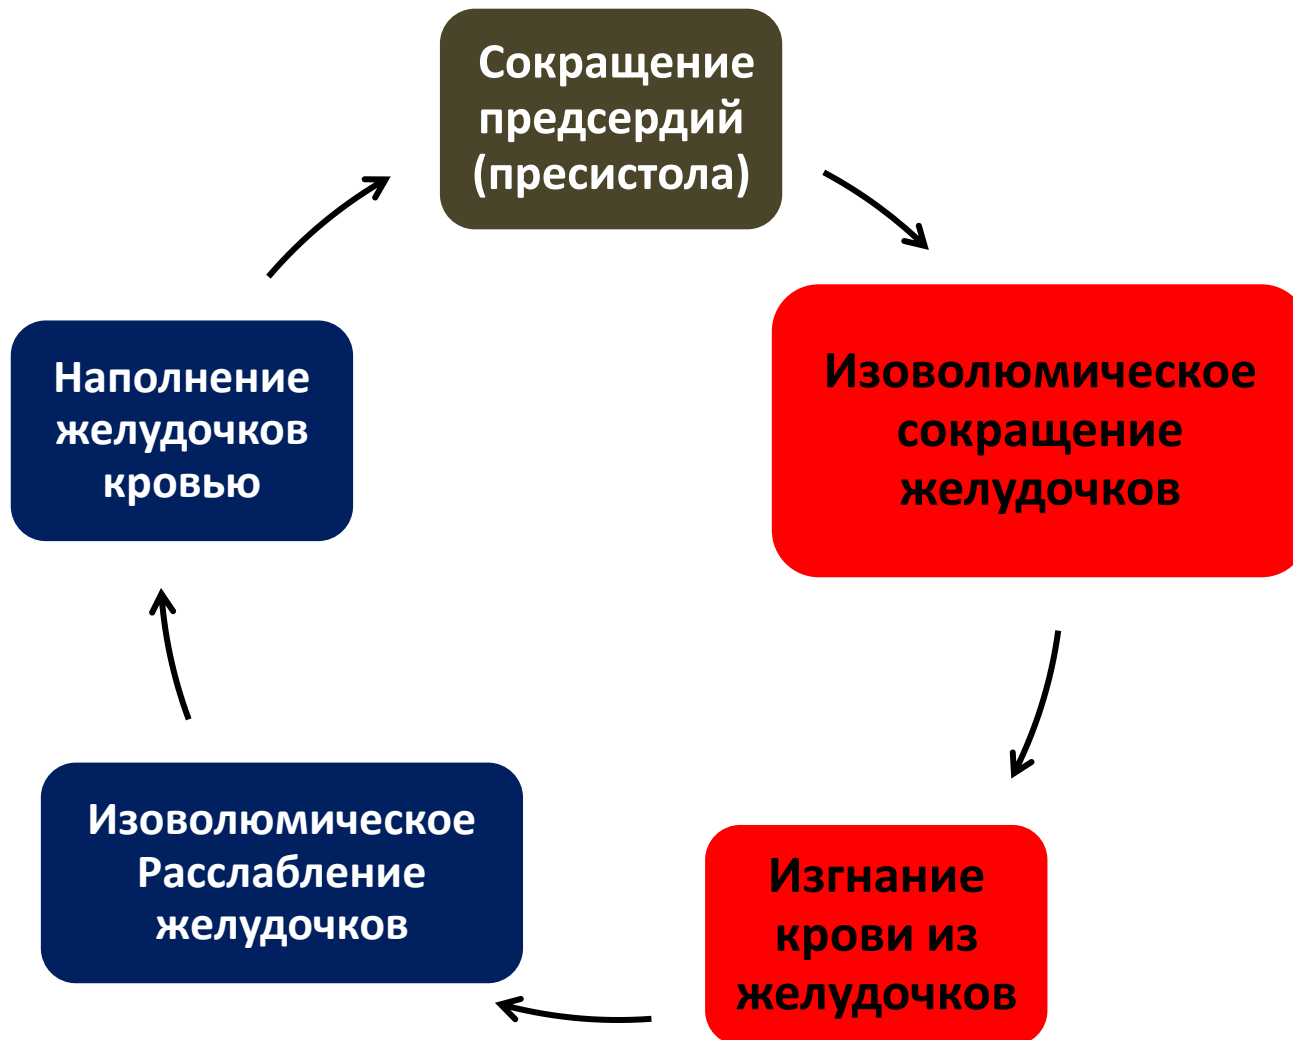 Сокращение
предсердий
(пресистола)
Изоволюмическое
сокращение
желудочков
Изгнание
крови из
желудочков
Изоволюмическое
Расслабление
желудочков
Наполнение
желудочков
кровью